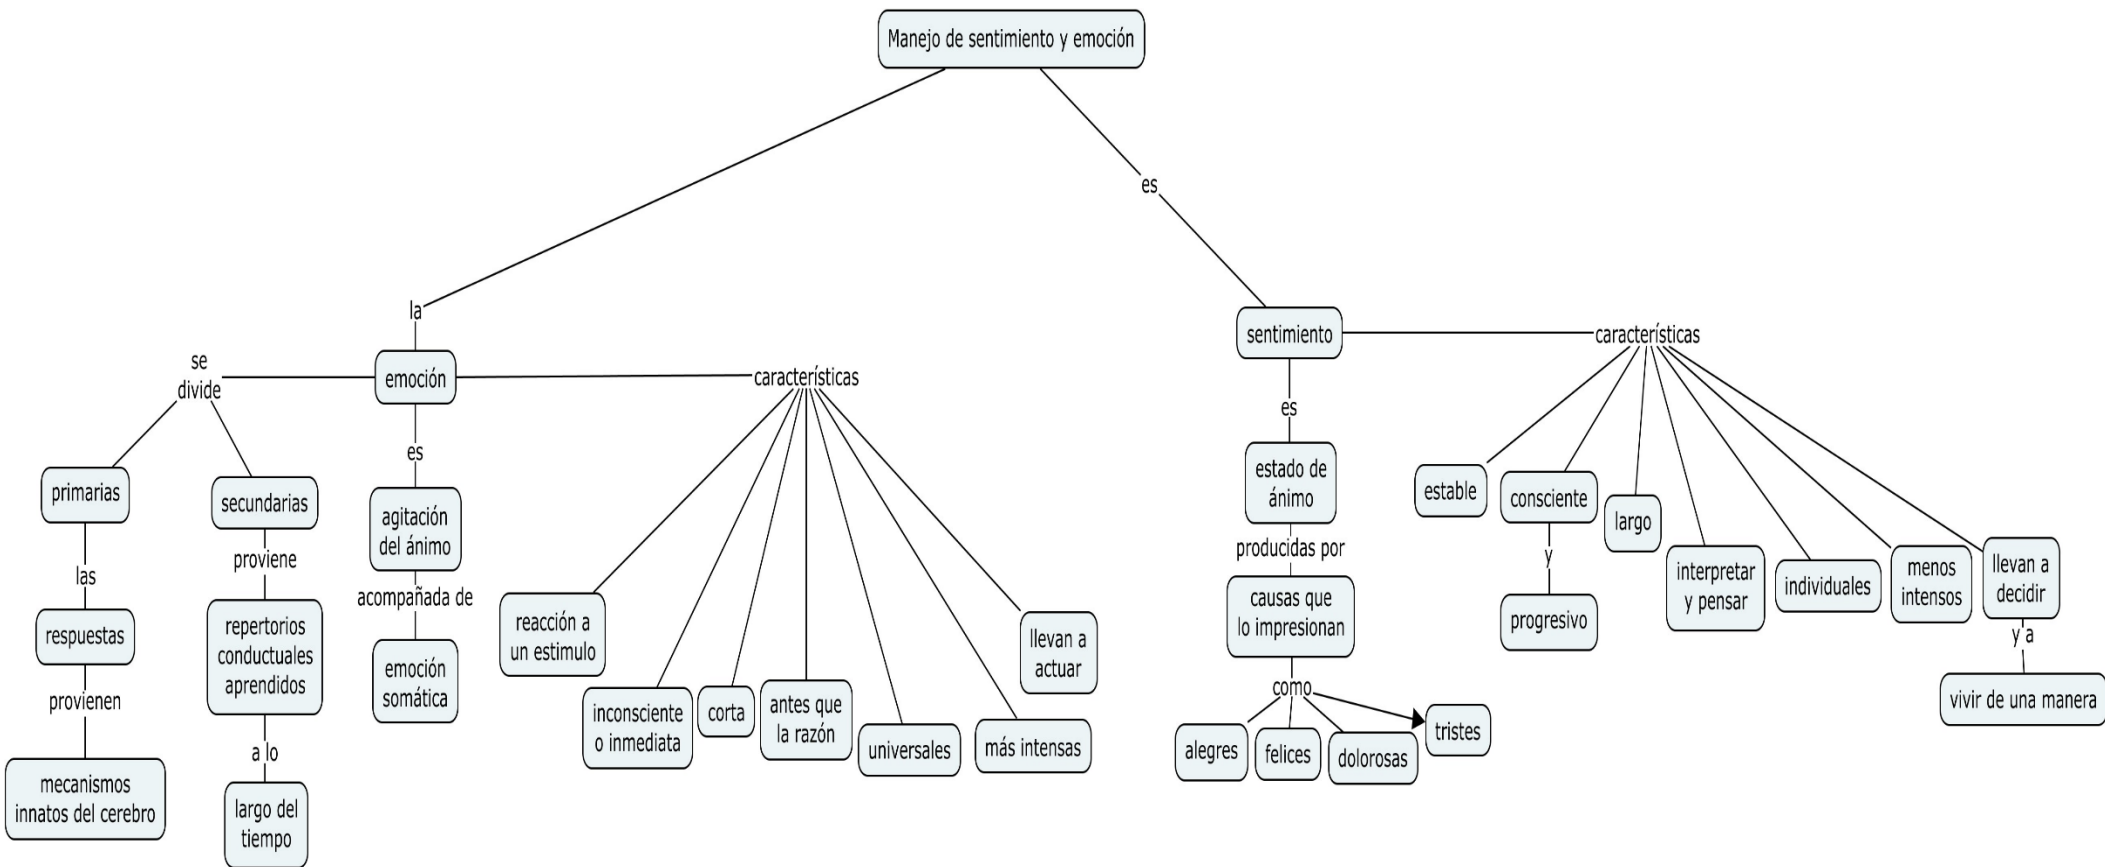 Manejo de sentimiento y emoción
la
emoción
se
divide
primarias
las
respuestas
provienen
mecanismos
innatos del cerebro
secundarias
proviene
repertorios
conductuales
aprendidos
a lo
largo del
tiempo
es
agitación
del ánimo
acompañada de
emoción
somática
características
reacción a
un estimulo
inconsciente
o inmediata
corta
antes que
la razón
universales
más intensas
llevan a
actuar
es
sentimiento
es
estado de
ánimo
producidas por
causas que
lo impresionan
como
alegres
felices
dolorosas
tristes
características
estable
consciente
y
progresivo
largo
interpretar
y pensar
individuales
menos
intensos
llevan a
decidir
y a
vivir de una manera